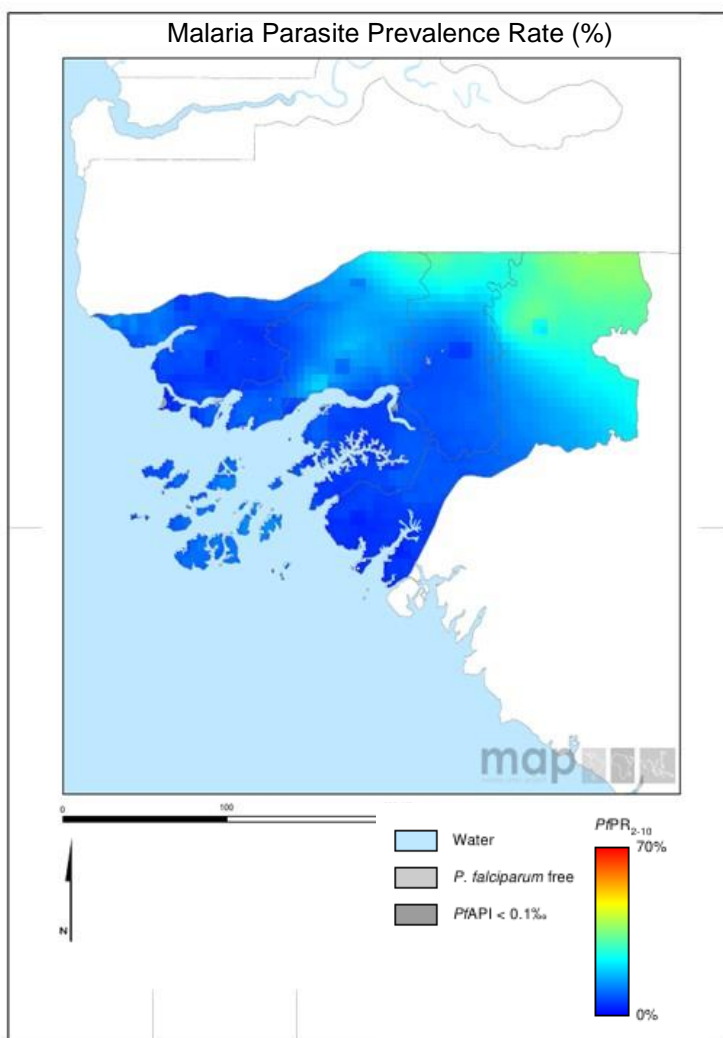 Malaria Parasite Prevalence Rate (%)
map
0
100
Water
P. falciparum free
PfAPI < 0.1‰
N
PfPR2-10
70%
0%